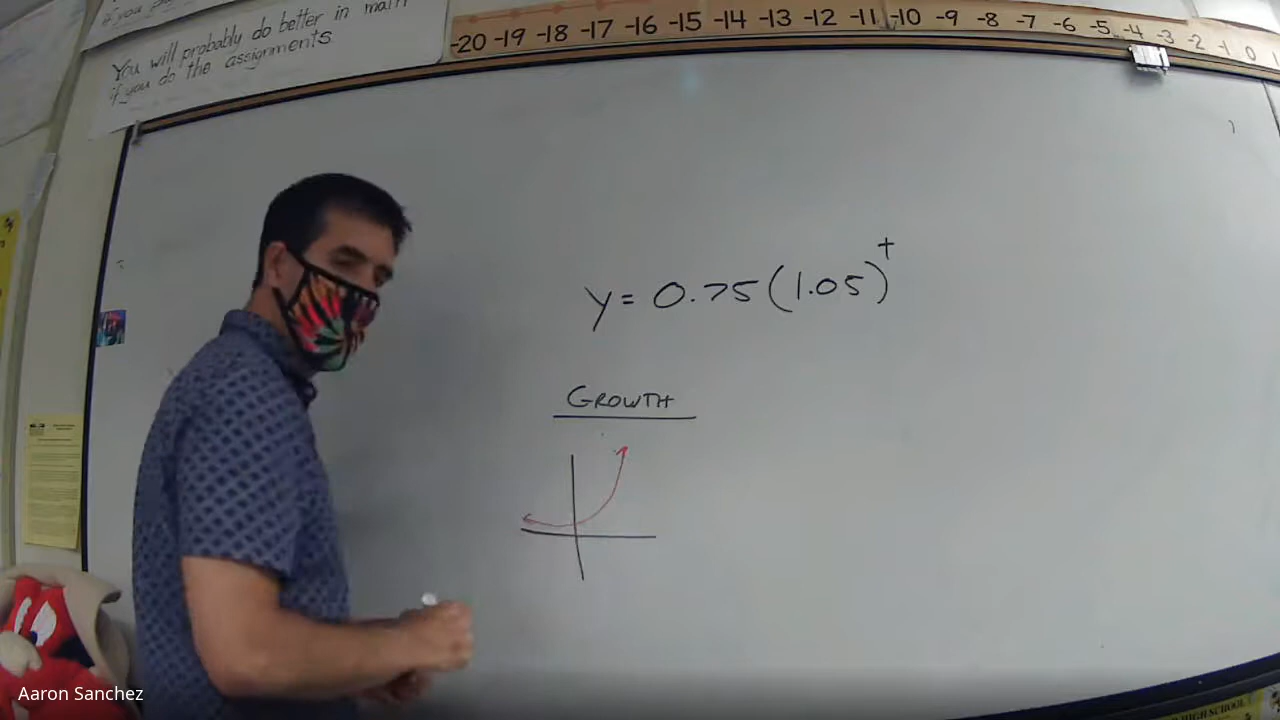 if you
You will probably do better in math
if you do the assignments
-20 -19 -18 -17 -16 -15 -14 -13 -12 -11 -10 -9 -8 -7 -6 -5 -4 -3 -2 -1 0 1
y = 0.75(1.05)^t
GROWTH
HIGH SCHOOL
Aaron Sanchez